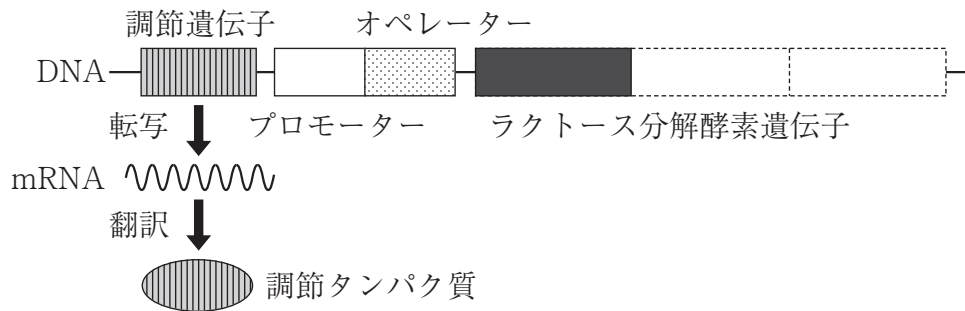 調節遺伝子
オペレーター
DNA
転写
プロモーター
ラクトース分解酵素遺伝子
mRNA
翻訳
調節タンパク質